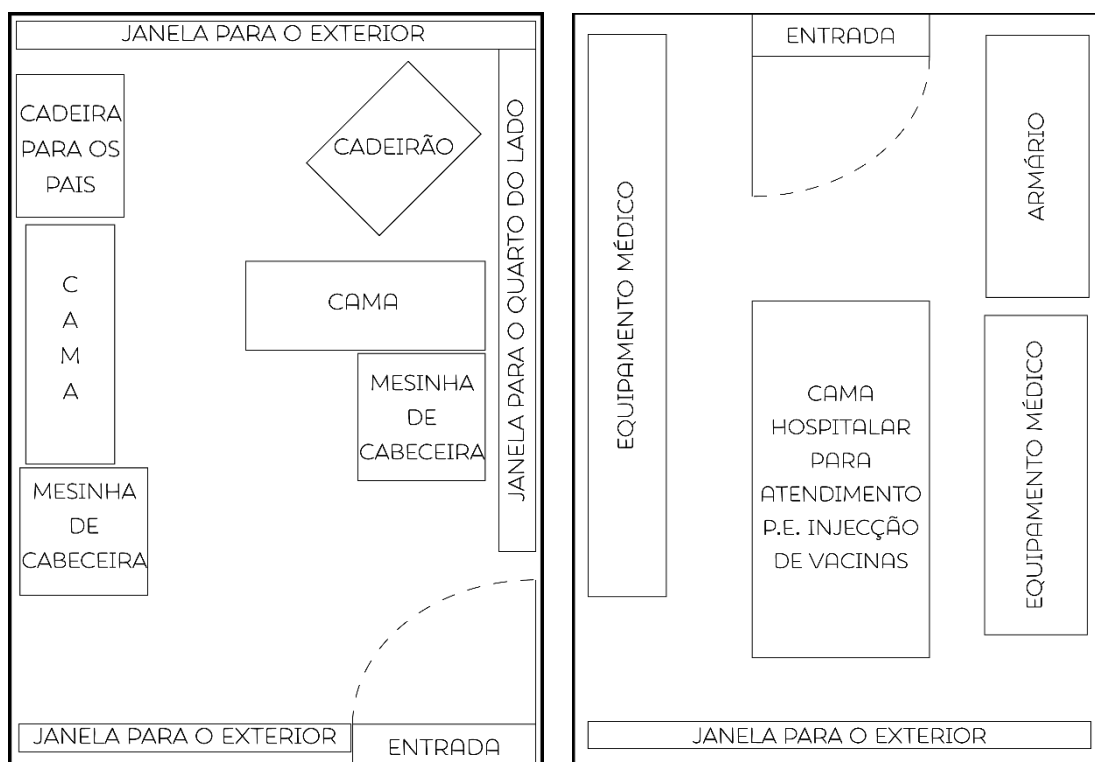 JANELA PARA O EXTERIOR
CADEIRA
PARA OS
PAIS
CADEIRÃO
JANELA PARA O QUARTO DO LADO
C
A
M
A
CAMA
MESINHA
DE
CABECEIRA
MESINHA
DE
CABECEIRA
JANELA PARA O EXTERIOR
ENTRADA
ENTRADA
EQUIPAMENTO MÉDICO
ARMÁRIO
CAMA
HOSPITALAR
PARA
ATENDIMENTO
P.E. INJECÇÃO
DE VACINAS
EQUIPAMENTO MÉDICO
JANELA PARA O EXTERIOR